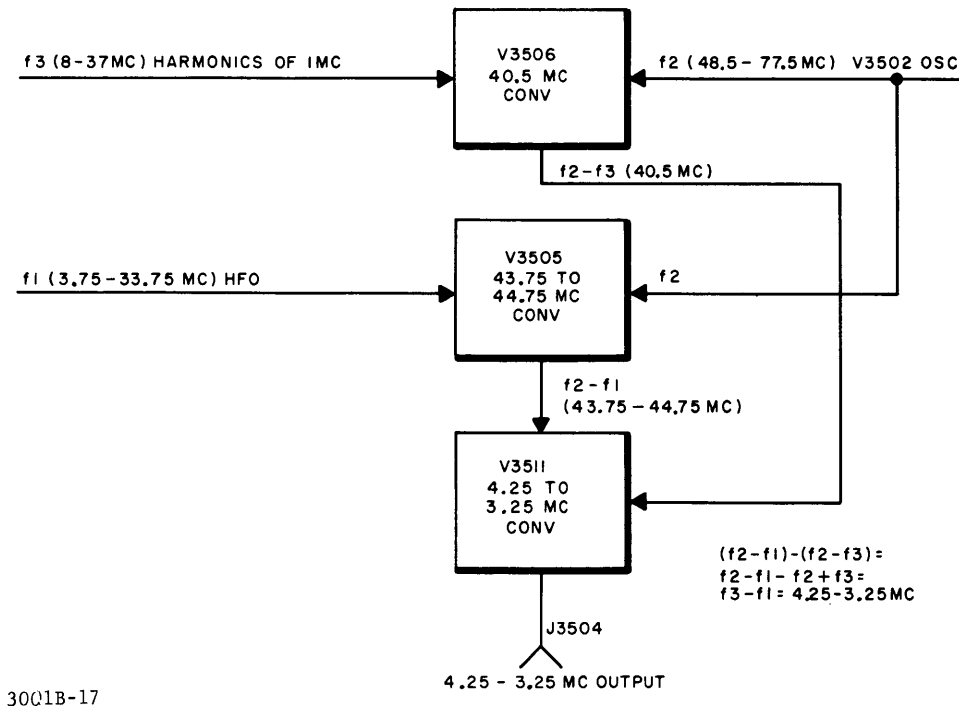 f3 (8-37MC) HARMONICS OF 1MC
V3506
40.5 MC
CONV
f2 (48.5 - 77.5MC) V3502 OSC
f2-f3 (40.5 MC)
f1 (3.75-33.75 MC) HFO
V3505
43.75 TO
44.75 MC
CONV
f2
f2-f1
(43.75-44.75 MC)
V3511
4.25 TO
3.25 MC
CONV
(f2-f1)-(f2-f3)=
f2-f1-f2+f3=
f3-f1= 4.25-3.25MC
J3504
4.25 - 3.25 MC OUTPUT
3001B-17